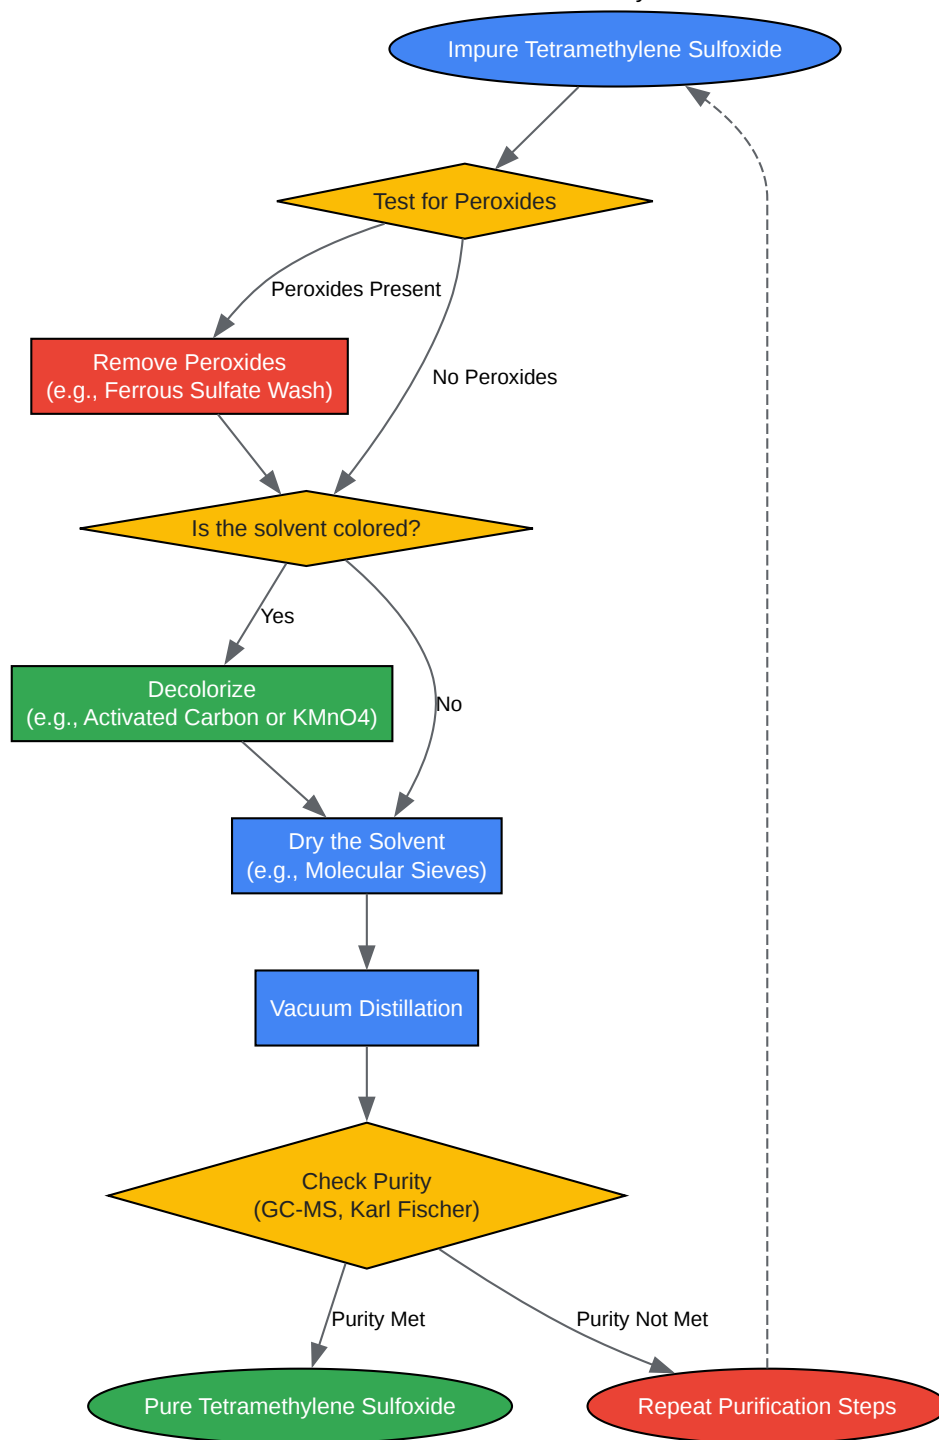 Impure Tetramethylene Sulfoxide
Test for Peroxides
Peroxides Present
Remove Peroxides
(e.g., Ferrous Sulfate Wash)
No Peroxides
Is the solvent colored?
Yes
Decolorize
(e.g., Activated Carbon or KMnO4)
No
Dry the Solvent
(e.g., Molecular Sieves)
Vacuum Distillation
Check Purity
(GC-MS, Karl Fischer)
Purity Met
Purity Not Met
Pure Tetramethylene Sulfoxide
Repeat Purification Steps